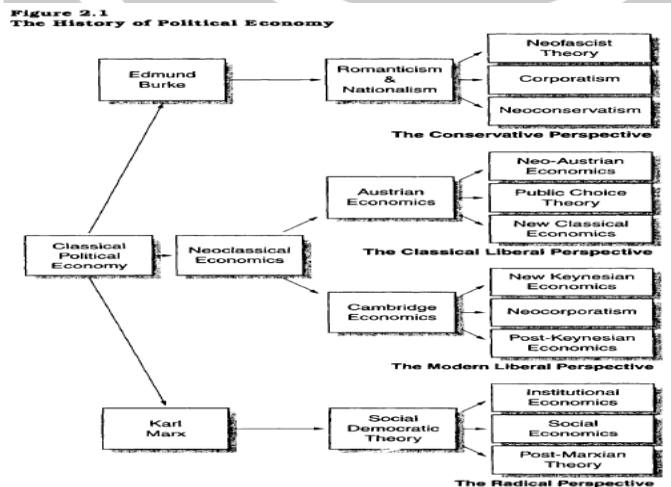 Figure 2.1
The History of Political Economy
Neofascist
Theory
Edmund
Burke
Romanticism
&
Nationalism
Corporatism
Neoconservatism
The Conservative Perspective
Neo-Austrian
Economics
Austrian
Economics
Public Choice
Theory
New Classical
Economics
The Classical Liberal Perspective
Classical
Political
Economy
Neoclassical
Economics
New Keynesian
Economics
Cambridge
Economics
Neocorporatism
Post-Keynesian
Economics
The Modern Liberal Perspective
Institutional
Economics
Karl
Marx
Social
Democratic
Theory
Social
Economics
Post-Marxian
Theory
The Radical Perspective